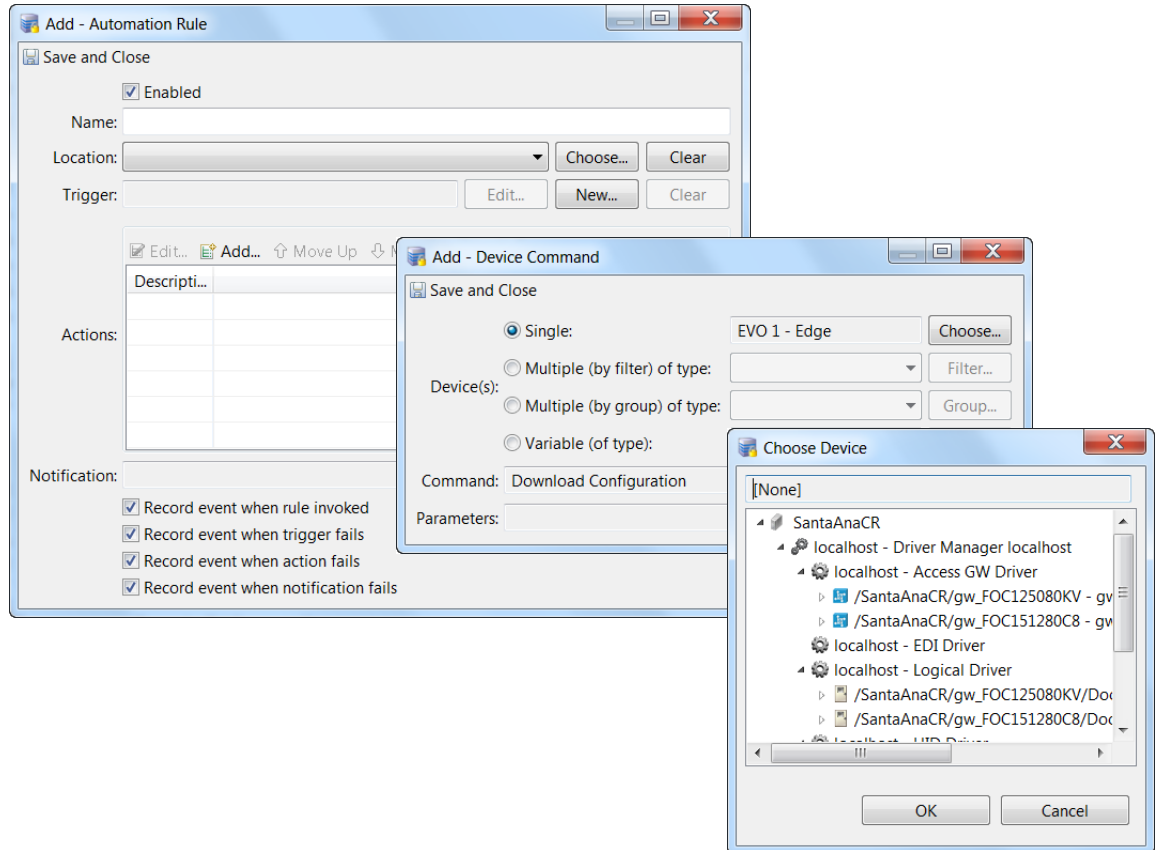 Add - Automation Rule
Save and Close
Enabled
Name:
Location: Choose... Clear
Trigger: Edit... New... Clear
Edit... Add... Move Up
Descripti...
Actions:
Notification:
Record event when rule invoked
Record event when trigger fails
Record event when action fails
Record event when notification fails
Add - Device Command
Save and Close
Single: EVO 1 - Edge Choose...
Multiple (by filter) of type: Filter...
Device(s):
Multiple (by group) of type: Group...
Variable (of type):
Command: Download Configuration
Parameters:
Choose Device
[None]
SantaAnaCR
localhost - Driver Manager localhost
localhost - Access GW Driver
/SantaAnaCR/gw_FOC125080KV - gw
/SantaAnaCR/gw_FOC151280C8 - gw
localhost - EDI Driver
localhost - Logical Driver
/SantaAnaCR/gw_FOC125080KV/Doo
/SantaAnaCR/gw_FOC151280C8/Doo
OK Cancel